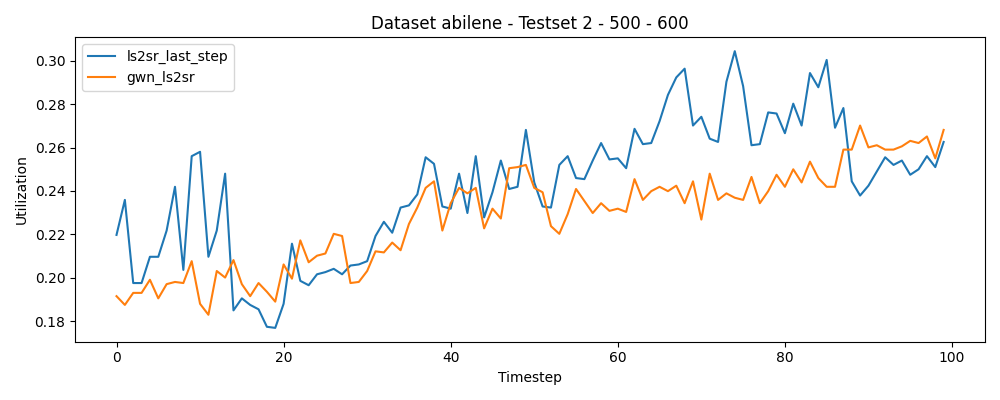 Dataset abilene - Testset 2 - 500 - 600
ls2sr_last_step
gwn_ls2sr
Utilization
0.30
0.28
0.26
0.24
0.22
0.20
0.18
0 20 40 60 80 100
Timestep